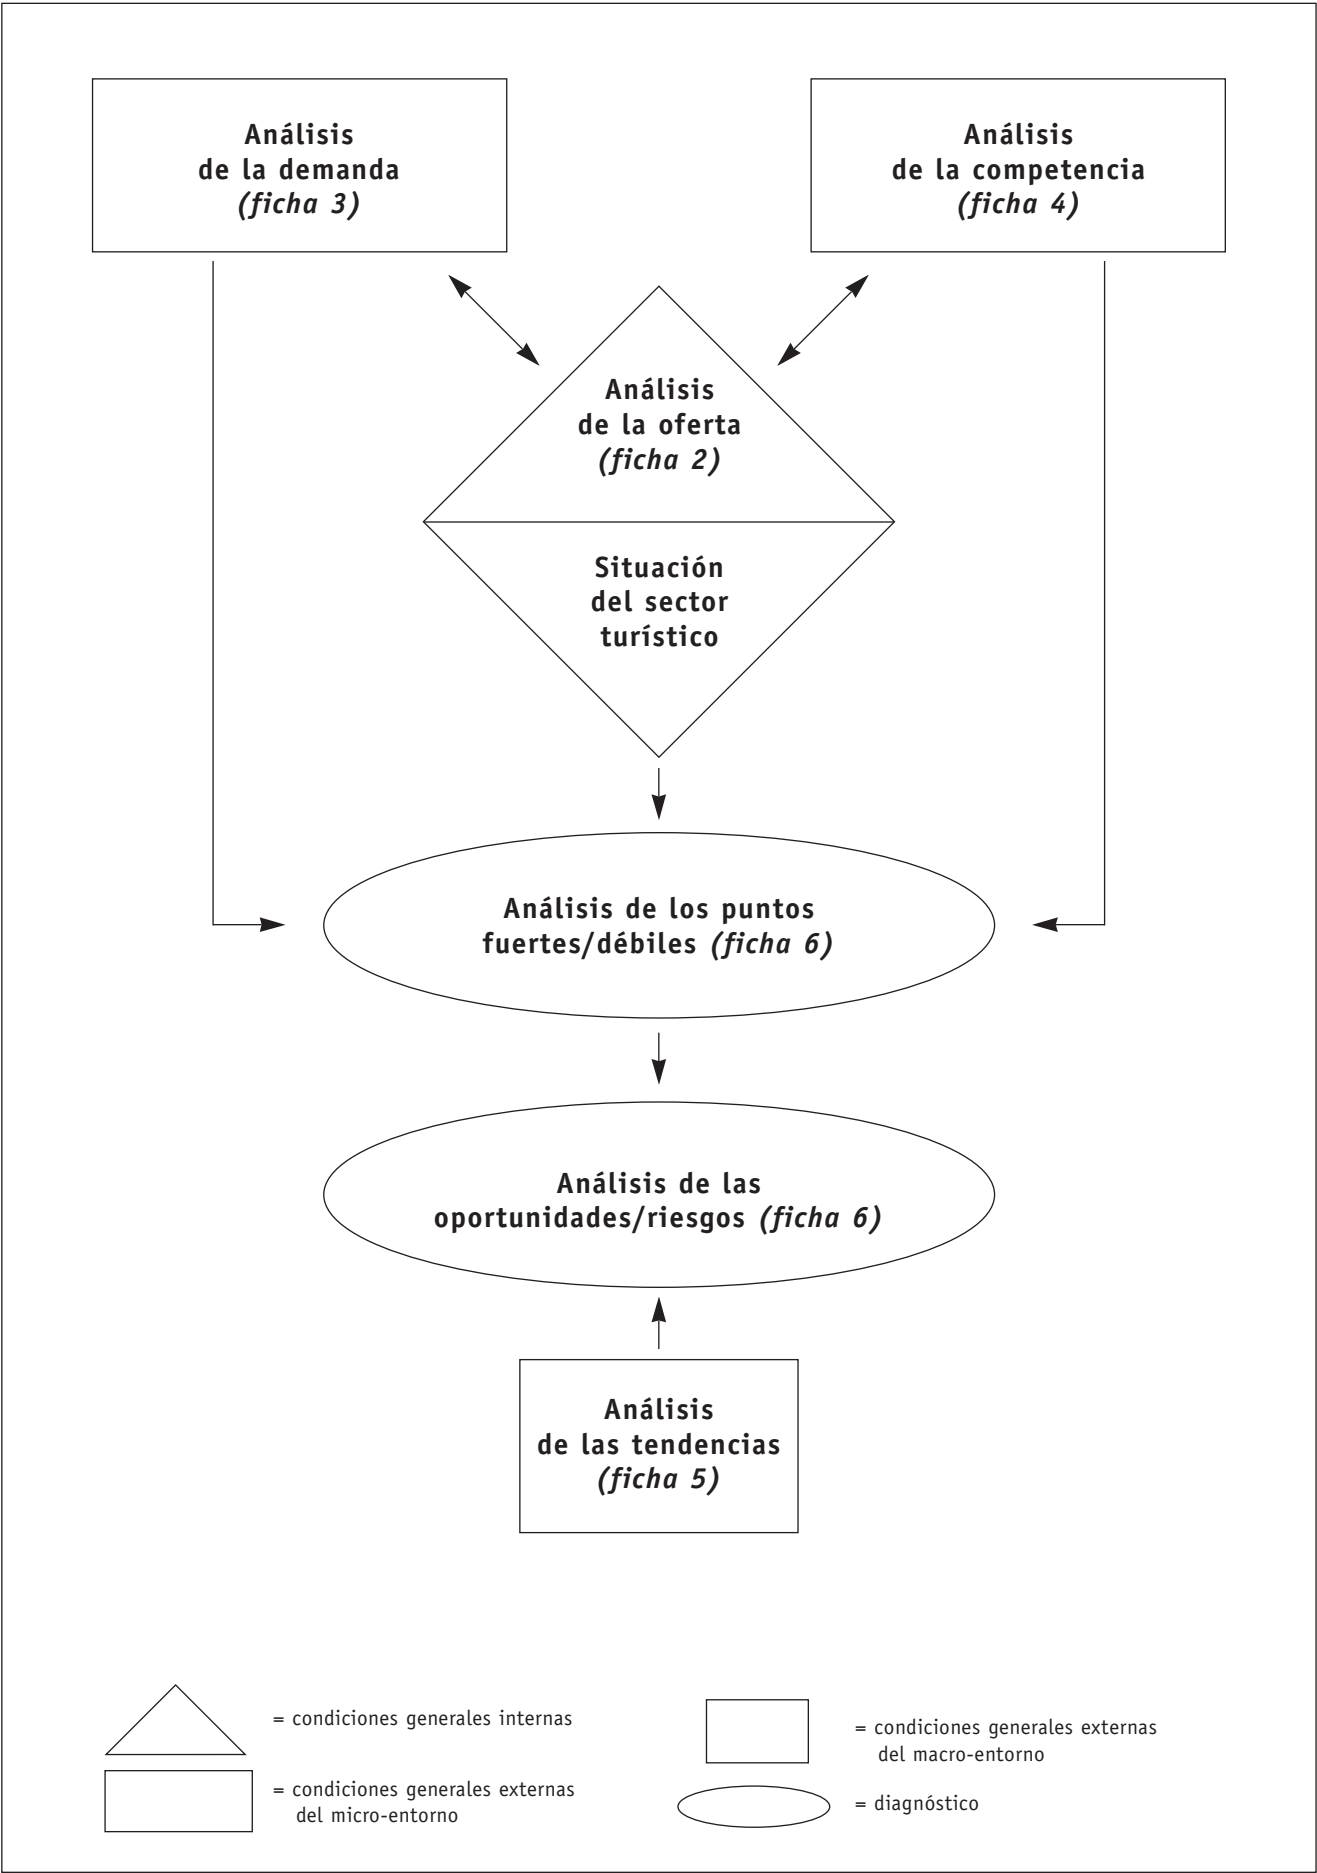 Análisis
de la demanda
(ficha 3)
Análisis
de la competencia
(ficha 4)
Análisis
de la oferta
(ficha 2)
Situación
del sector
turístico
Análisis de los puntos
fuertes/débiles (ficha 6)
Análisis de las
oportunidades/riesgos (ficha 6)
Análisis
de las tendencias
(ficha 5)
= condiciones generales internas
= condiciones generales externas
del micro-entorno
= condiciones generales externas
del macro-entorno
= diagnóstico